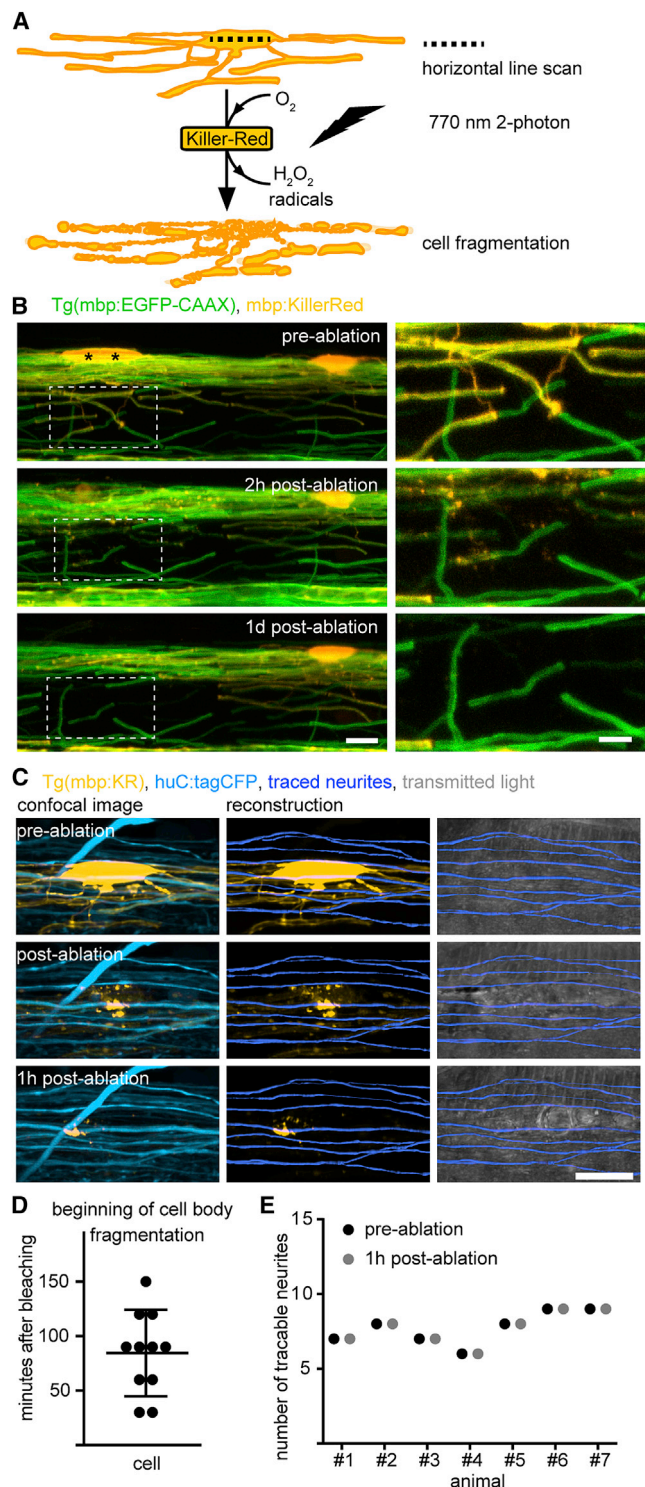 A
horizontal line scan
O2
Killer-Red
770 nm 2-photon
H2O2
radicals
cell fragmentation
B
Tg(mbp:EGFP-CAAX), mbp:KillerRed
pre-ablation
* *
2h post-ablation
1d post-ablation
C
Tg(mbp:KR), huC:tagCFP, traced neurites, transmitted light
confocal image reconstruction
pre-ablation
post-ablation
1h post-ablation
D
beginning of cell body
fragmentation
minutes after bleaching
150
100
50
cell
E
number of tracable neurites
15
10
5
pre-ablation
1h post-ablation
#1 #2 #3 #4 #5 #6 #7
animal